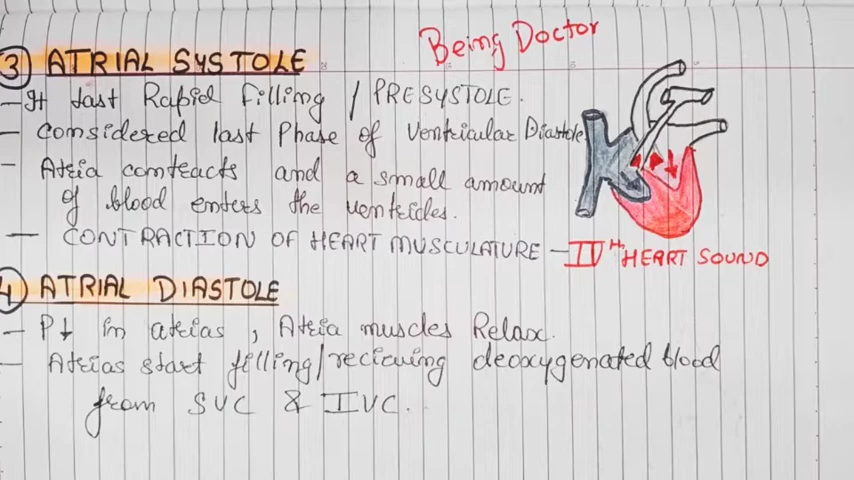 Being Doctor
③ ATRIAL SYSTOLE
- It last Rapid Filling / PRESYSTOLE.
- Considered last Phase of Ventricular Diastole
- Atria contracts and a small amount
of blood enters the ventricles.
- CONTRACTION OF HEART MUSCULATURE - IVth HEART SOUND
④ ATRIAL DIASTOLE
- P↓ in atrias, Atria muscles Relax.
- Atrias start filling/recieving deoxygenated blood
from SVC & IVC.